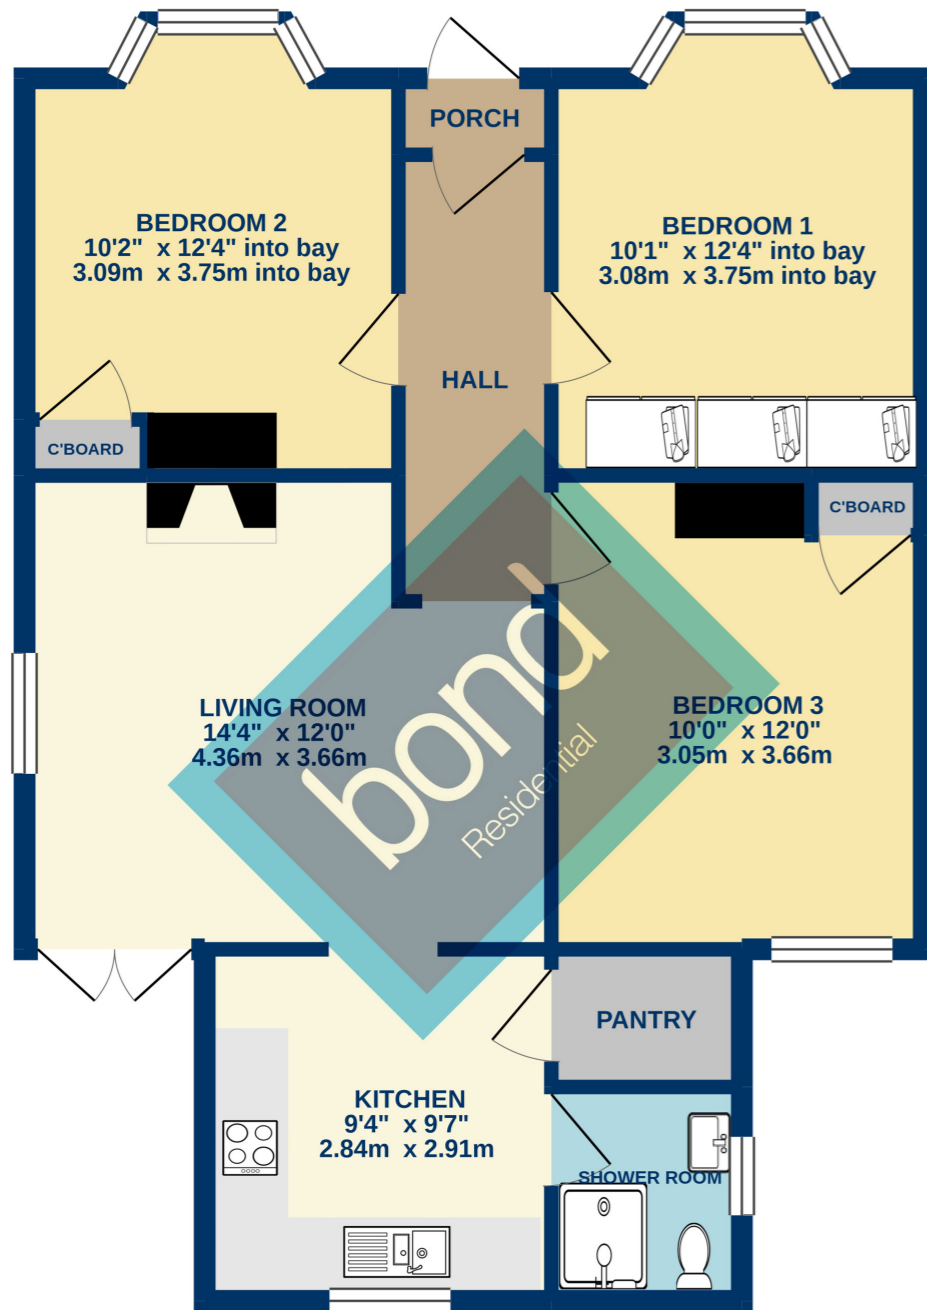 PORCH
BEDROOM 2
10'2" x 12'4" into bay
3.09m x 3.75m into bay
BEDROOM 1
10'1" x 12'4" into bay
3.08m x 3.75m into bay
HALL
C'BOARD
C'BOARD
LIVING ROOM
14'4" x 12'0"
4.36m x 3.66m
bond
Residential
BEDROOM 3
10'0" x 12'0"
3.05m x 3.66m
PANTRY
KITCHEN
9'4" x 9'7"
2.84m x 2.91m
SHOWER ROOM